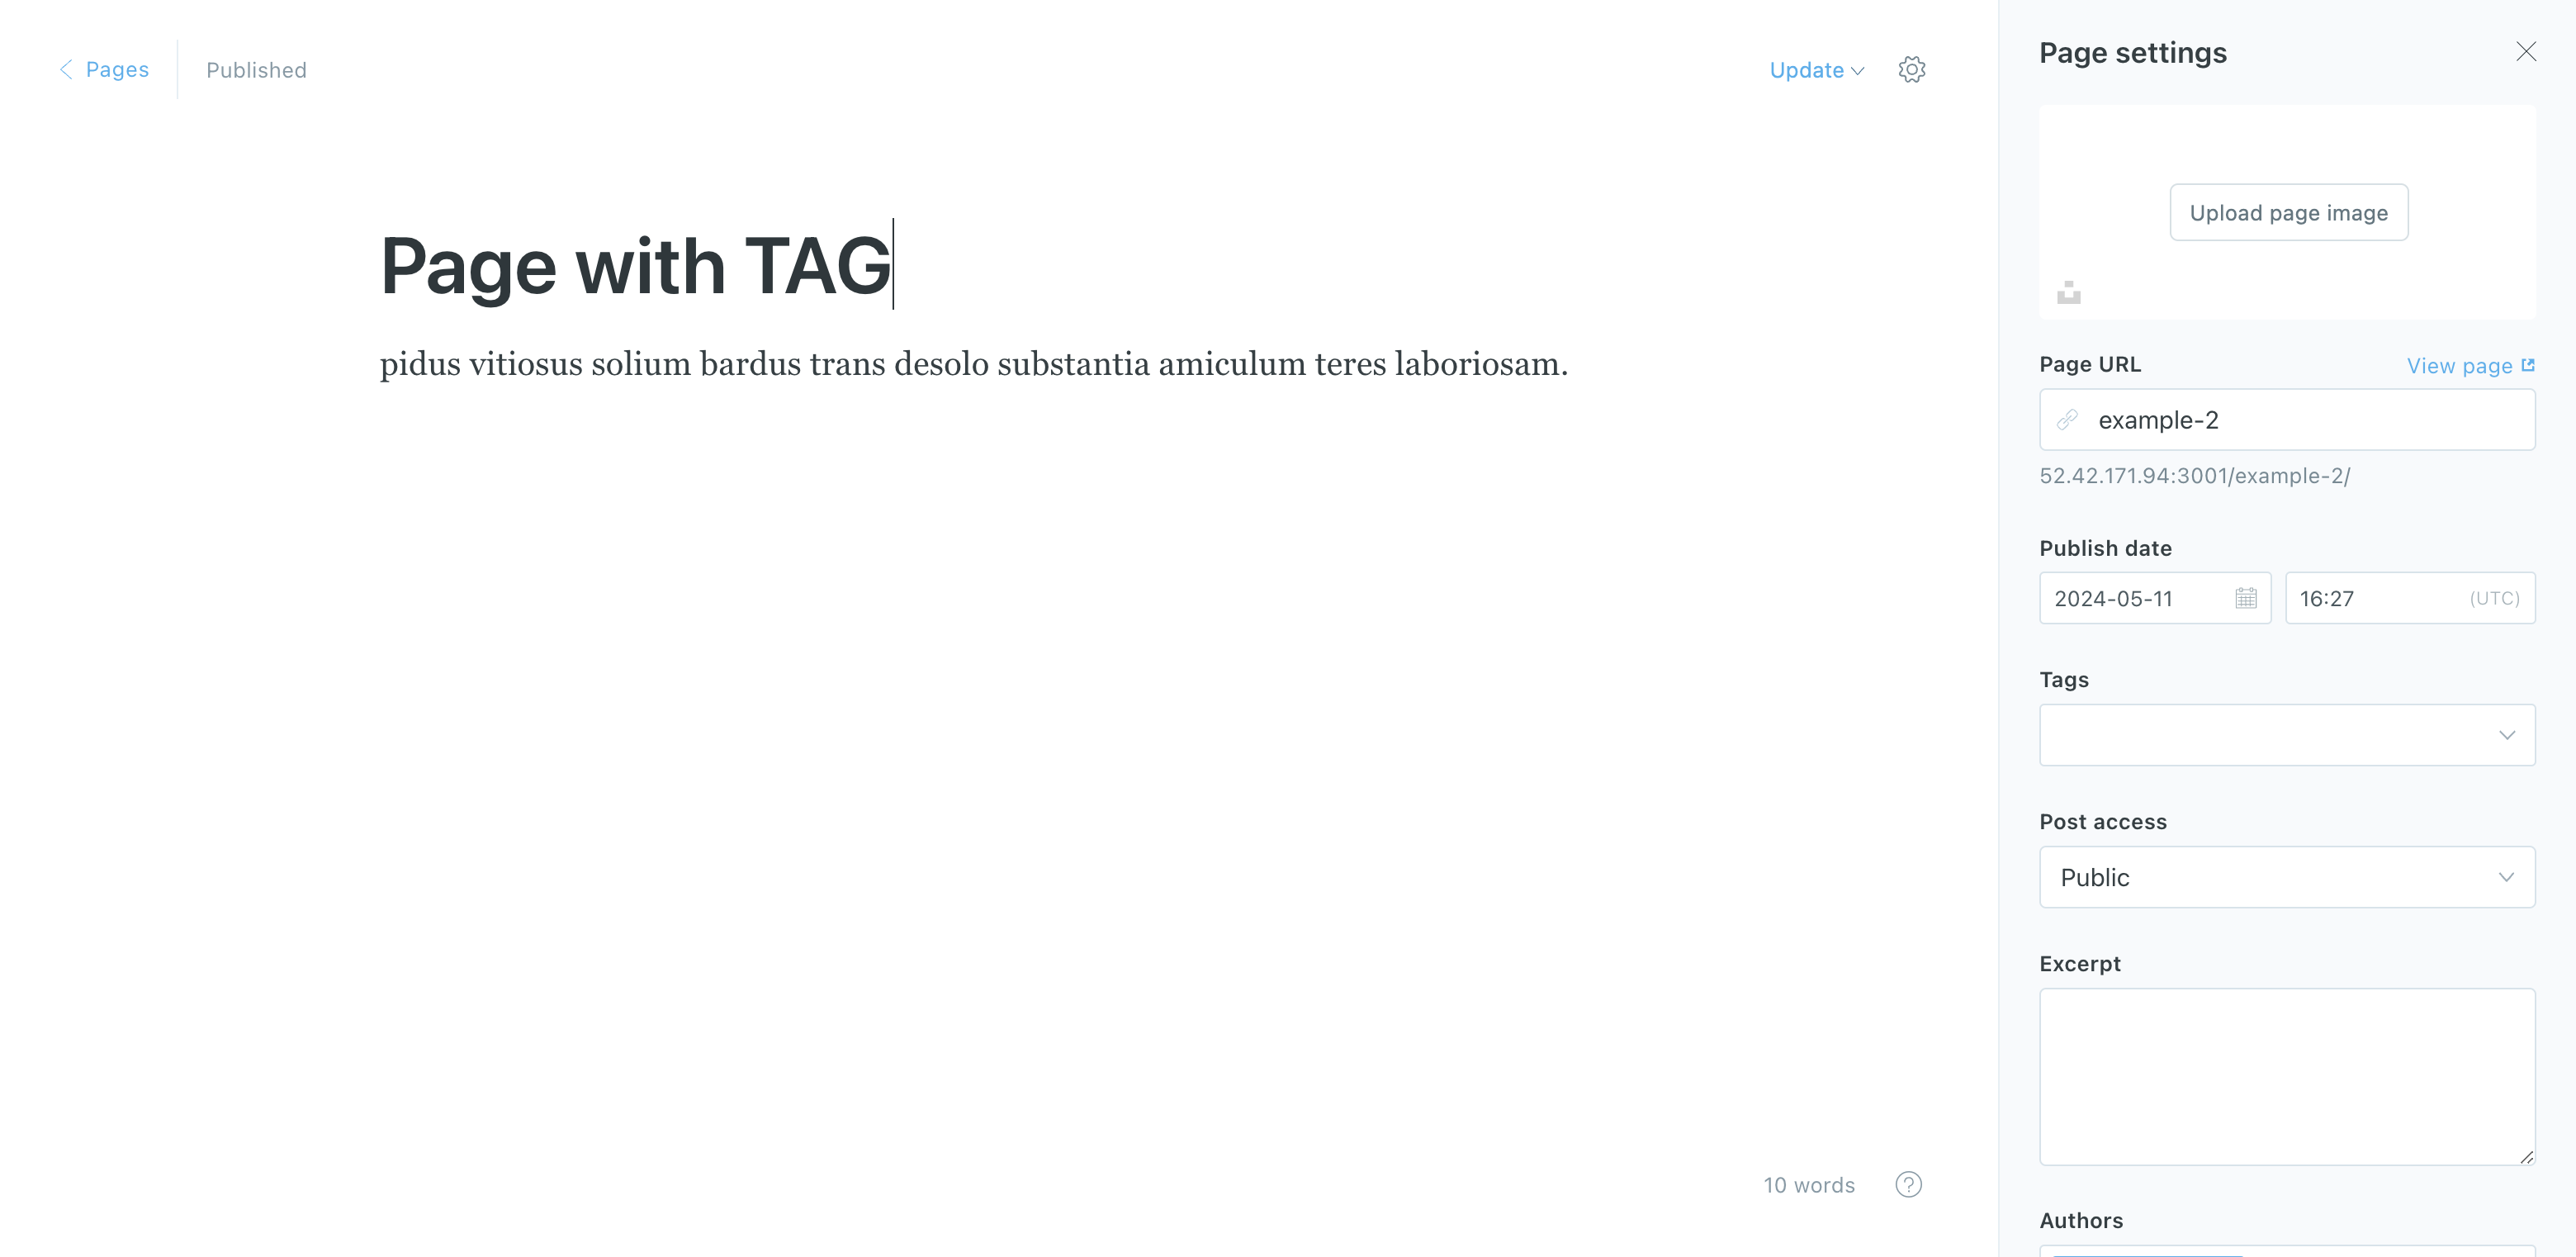 Pages
Published
Update
Page settings
Upload page image
Page with TAG
pidus vitiosus solium bardus trans desolo substantia amiculum teres laboriosam.
Page URL
View page
example-2
52.42.171.94:3001/example-2/
Publish date
2024-05-11
16:27
(UTC)
Tags
Post access
Public
Excerpt
10 words
?
Authors